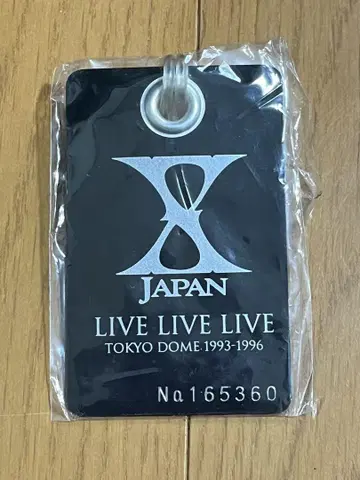 X
JAPAN
LIVE LIVE LIVE
TOKYO DOME 1993-1996
No165360